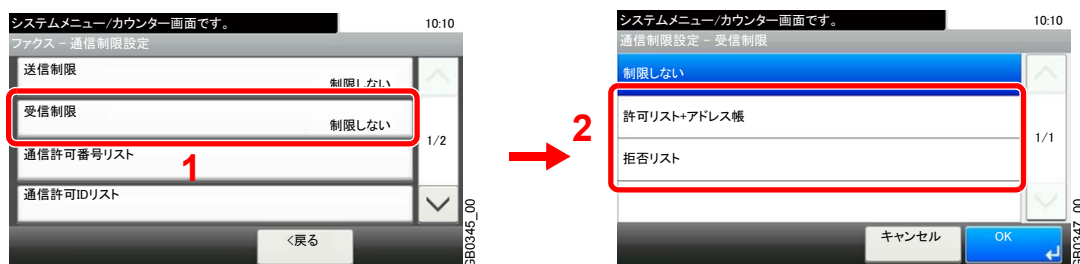 システムメニュー/カウンター画面です。
10:10
ファクス - 通信制限設定
送信制限
制限しない
受信制限
制限しない
1/2
通信許可番号リスト
1
通信許可IDリスト
<戻る
GB0345_00
2
システムメニュー/カウンター画面です。
10:10
通信制限設定 - 受信制限
制限しない
許可リスト+アドレス帳
1/1
拒否リスト
キャンセル
OK
GB0347_00